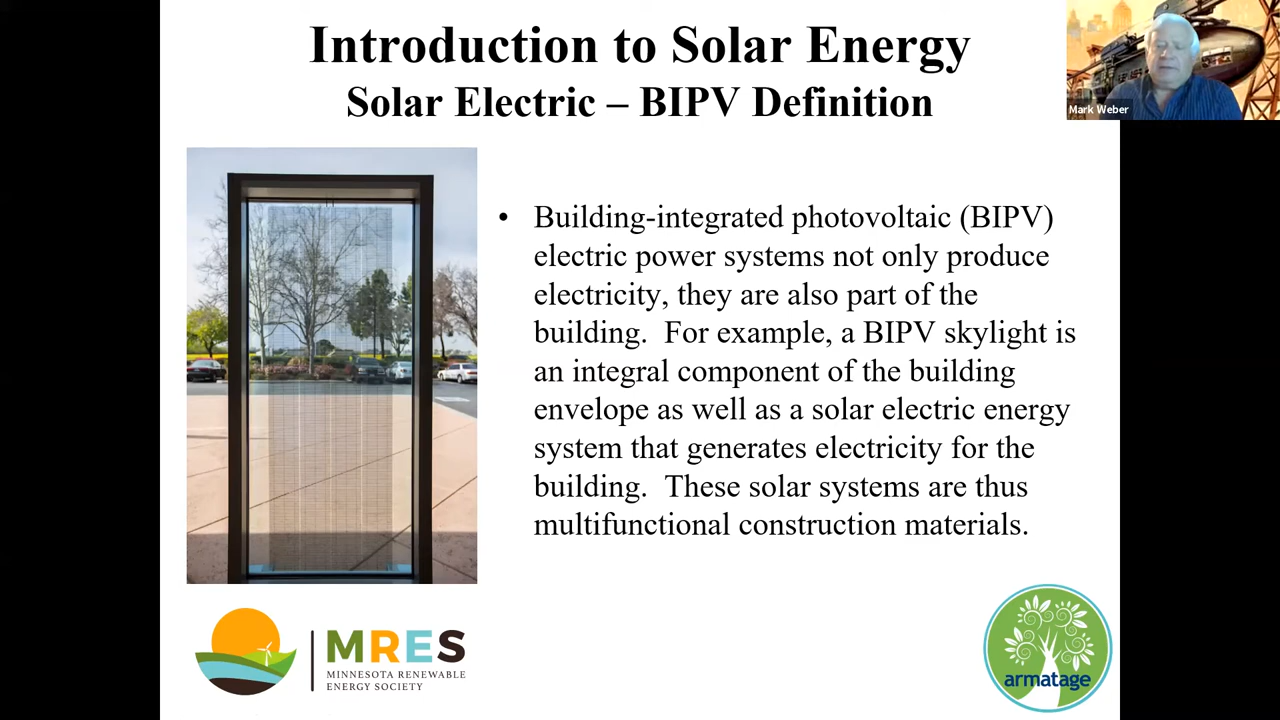 Introduction to Solar Energy
Solar Electric – BIPV Definition
Mark Weber
• Building-integrated photovoltaic (BIPV)
electric power systems not only produce
electricity, they are also part of the
building.  For example, a BIPV skylight is
an integral component of the building
envelope as well as a solar electric energy
system that generates electricity for the
building.  These solar systems are thus
multifunctional construction materials.
MRES
MINNESOTA RENEWABLE
ENERGY SOCIETY
armatage